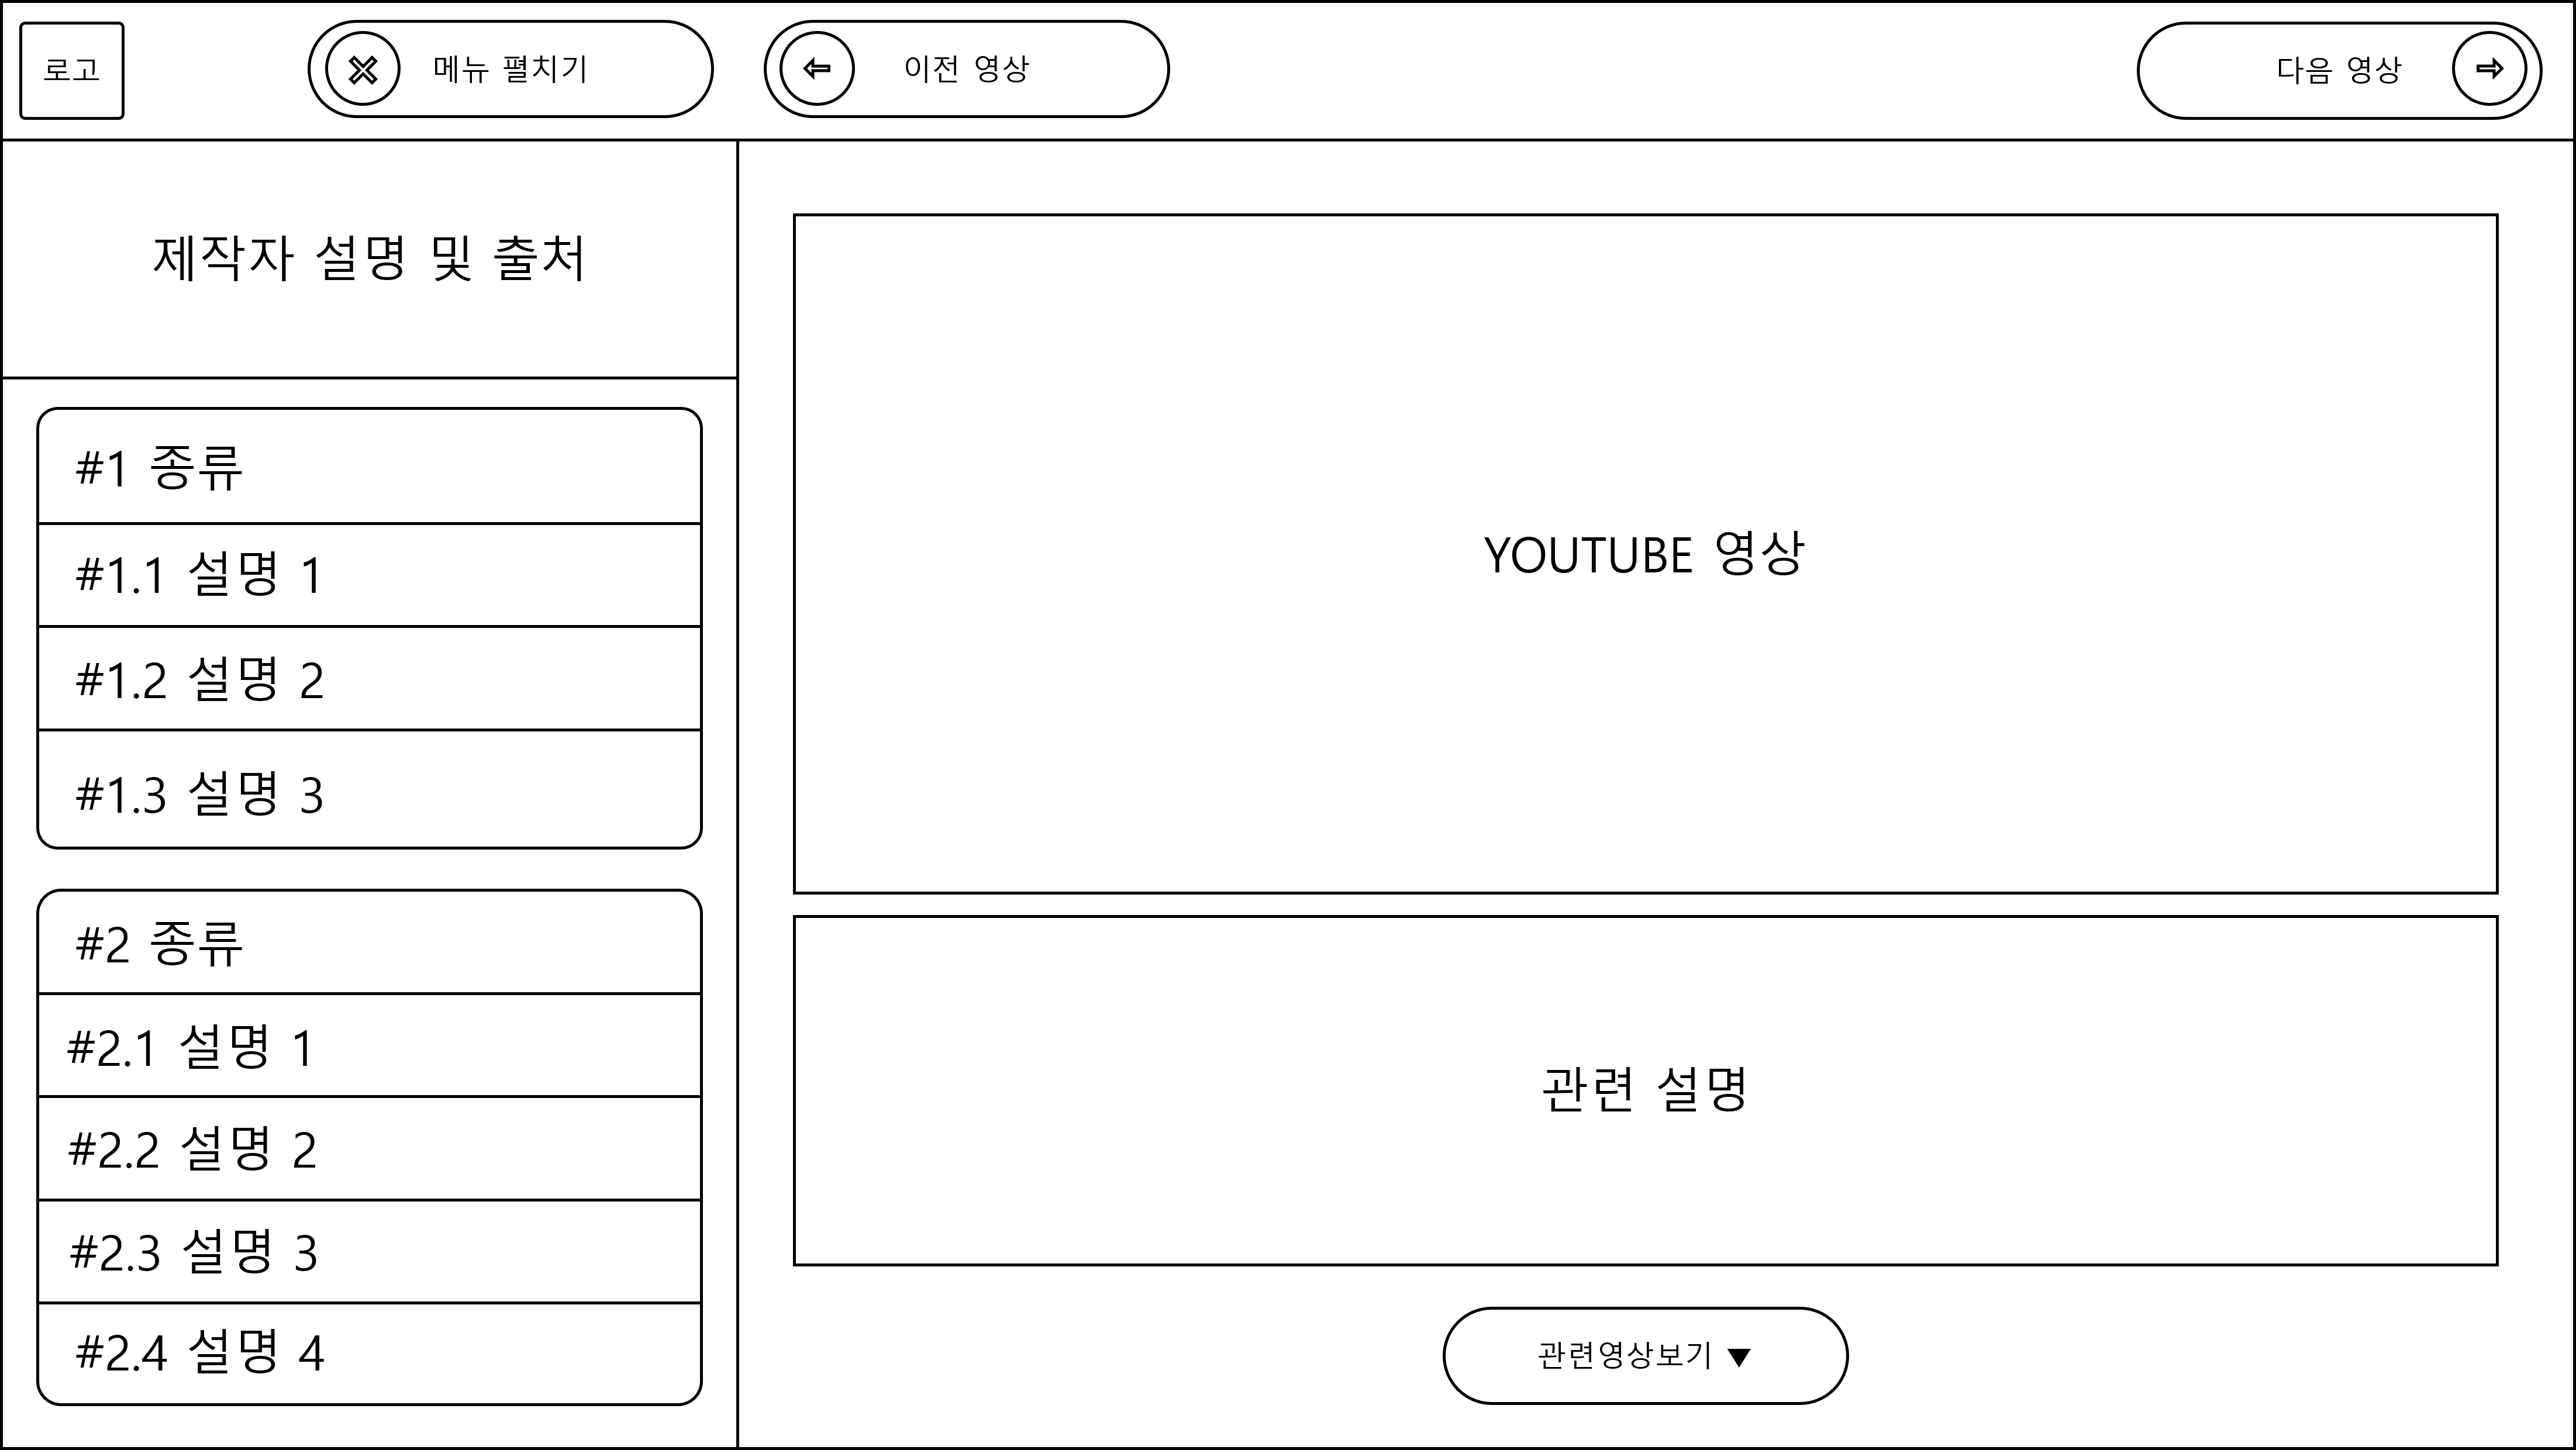 로고
메뉴 펼치기
이전 영상
다음 영상
제작자 설명 및 출처
#1 종류
#1.1 설명 1
#1.2 설명 2
#1.3 설명 3
#2 종류
#2.1 설명 1
#2.2 설명 2
#2.3 설명 3
#2.4 설명 4
YOUTUBE 영상
관련 설명
관련영상보기 ▼